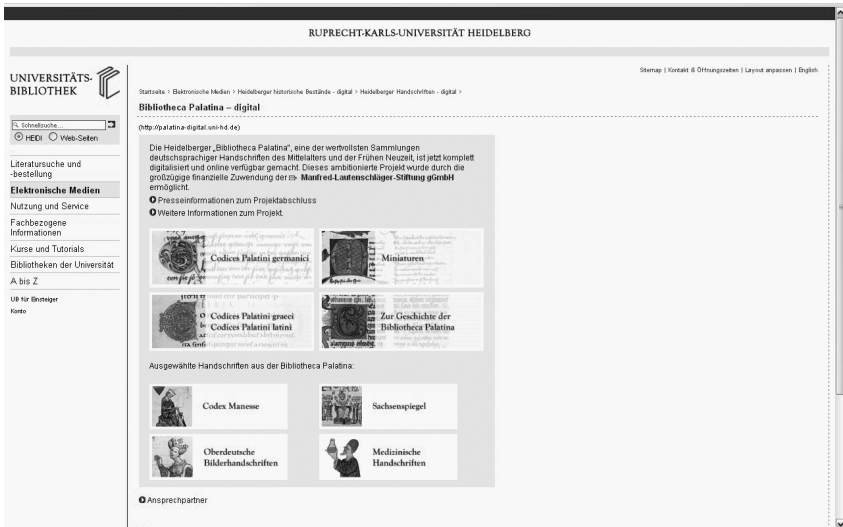 RUPRECHT-KARLS-UNIVERSITÄT HEIDELBERG
Sitemap | Kontakt & Öffnungszeiten | Layout anpassen | English
UNIVERSITÄTS-
BIBLIOTHEK
Schnellsuche...
HEIDI Web-Seiten
Literatursuche und
-bestellung
Elektronische Medien
Nutzung und Service
Fachbezogene
Informationen
Kurse und Tutorials
Bibliotheken der Universität
A bis Z
UB für Einsteiger
Konto
Startseite > Elektronische Medien > Heidelberger historische Bestände - digital > Heidelberger Handschriften - digital >
Bibliotheca Palatina – digital
(http://palatina-digital.uni-hd.de)
Die Heidelberger „Bibliotheca Palatina", eine der wertvollsten Sammlungen
deutschsprachiger Handschriften des Mittelalters und der Frühen Neuzeit, ist jetzt komplett
digitalisiert und online verfügbar gemacht. Dieses ambitionierte Projekt wurde durch die
großzügige finanzielle Zuwendung der Manfred-Lautenschläger-Stiftung gGmbH
ermöglicht.
Presseinformationen zum Projektabschluss
Weitere Informationen zum Projekt.
Codices Palatini germanici
Miniaturen
Codices Palatini graeci
Codices Palatini latini
Zur Geschichte der
Bibliotheca Palatina
Ausgewählte Handschriften aus der Bibliotheca Palatina:
Codex Manesse
Sachsenspiegel
Oberdeutsche
Bilderhandschriften
Medizinische
Handschriften
Ansprechpartner